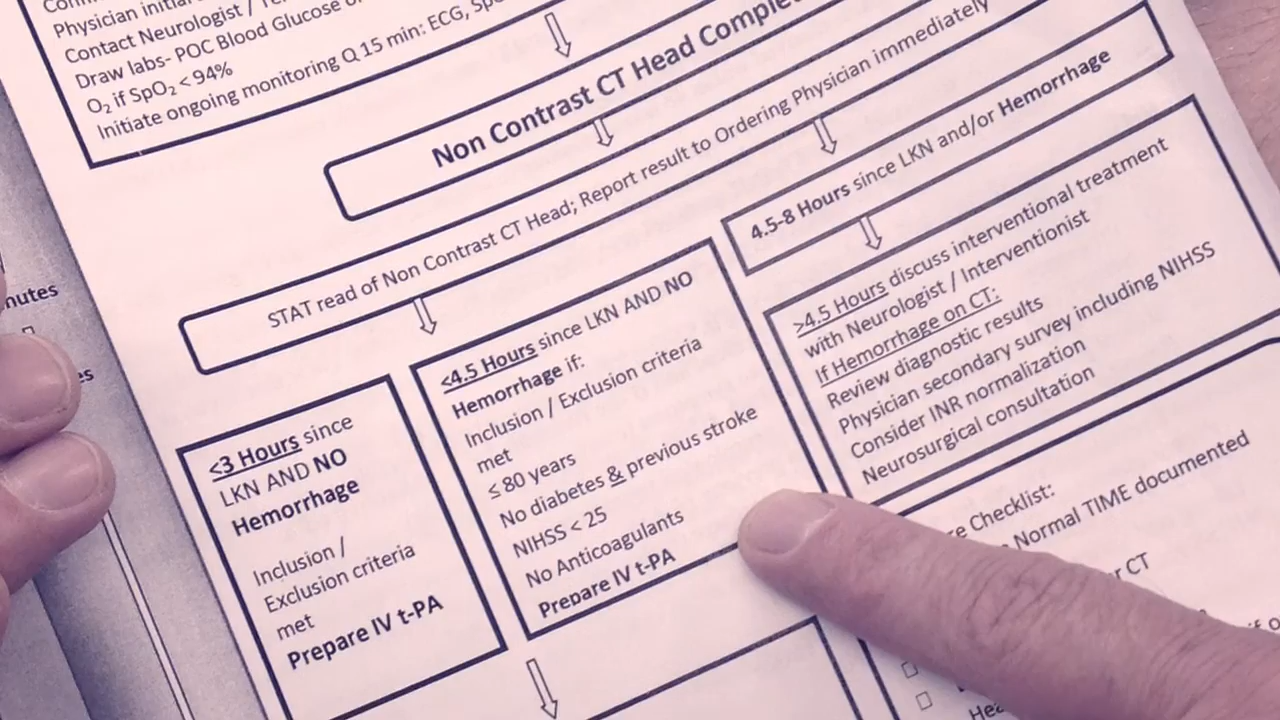 Physician initia
Contact Neurologist /
Draw labs- POC Blood Glucose
O₂ if SpO₂ < 94%
Initiate ongoing monitoring Q 15 min: ECG,
Non Contrast CT Head
STAT read of Non Contrast CT Head; Report result to Ordering Physician immediately
<3 Hours since
LKN AND NO
Hemorrhage
Inclusion /
Exclusion criteria
met
Prepare IV t-PA
<4.5 Hours since LKN AND NO
Hemorrhage if:
Inclusion / Exclusion criteria
met
≤ 80 years
No diabetes & previous stroke
NIHSS < 25
No Anticoagulants
Prepare IV t-PA
4.5-8 Hours since LKN and/or Hemorrhage
>4.5 Hours discuss interventional treatment
with Neurologist / Interventionist
If Hemorrhage on CT:
Review diagnostic results
Physician secondary survey including NIHSS
Consider INR normalization
Neurosurgical consultation
re Checklist:
Normal TIME documented
CT
nutes
es